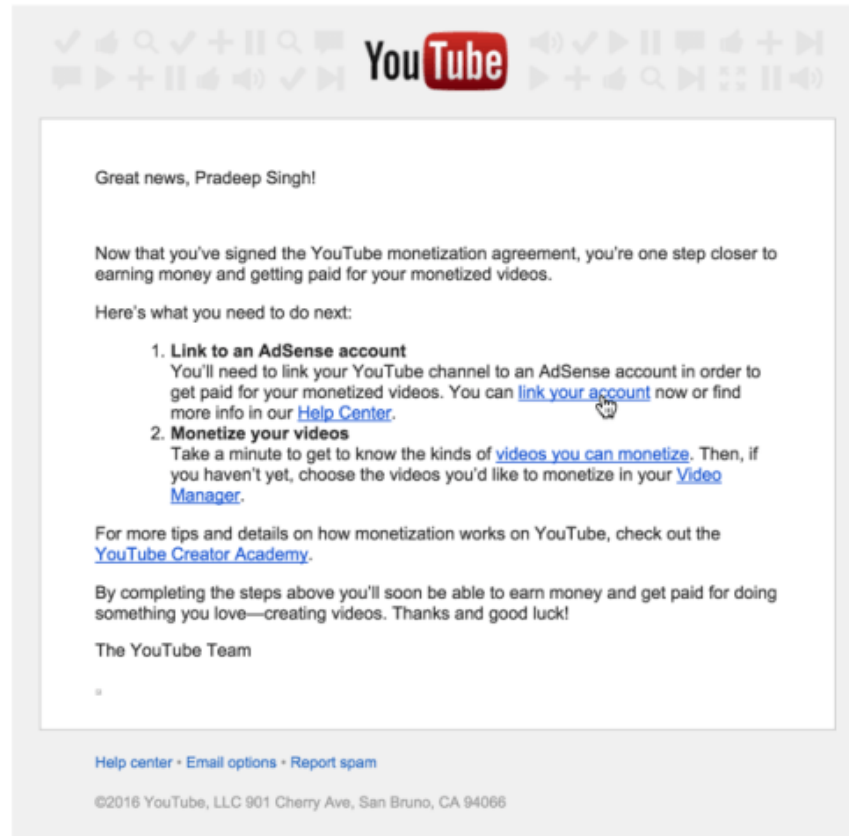 YouTube
Great news, Pradeep Singh!
Now that you've signed the YouTube monetization agreement, you're one step closer to
earning money and getting paid for your monetized videos.
Here's what you need to do next:
1. Link to an AdSense account
You'll need to link your YouTube channel to an AdSense account in order to
get paid for your monetized videos. You can link your account now or find
more info in our Help Center.
2. Monetize your videos
Take a minute to get to know the kinds of videos you can monetize. Then, if
you haven't yet, choose the videos you'd like to monetize in your Video
Manager.
For more tips and details on how monetization works on YouTube, check out the
YouTube Creator Academy.
By completing the steps above you'll soon be able to earn money and get paid for doing
something you love—creating videos. Thanks and good luck!
The YouTube Team
Help center • Email options • Report spam
©2016 YouTube, LLC 901 Cherry Ave, San Bruno, CA 94066